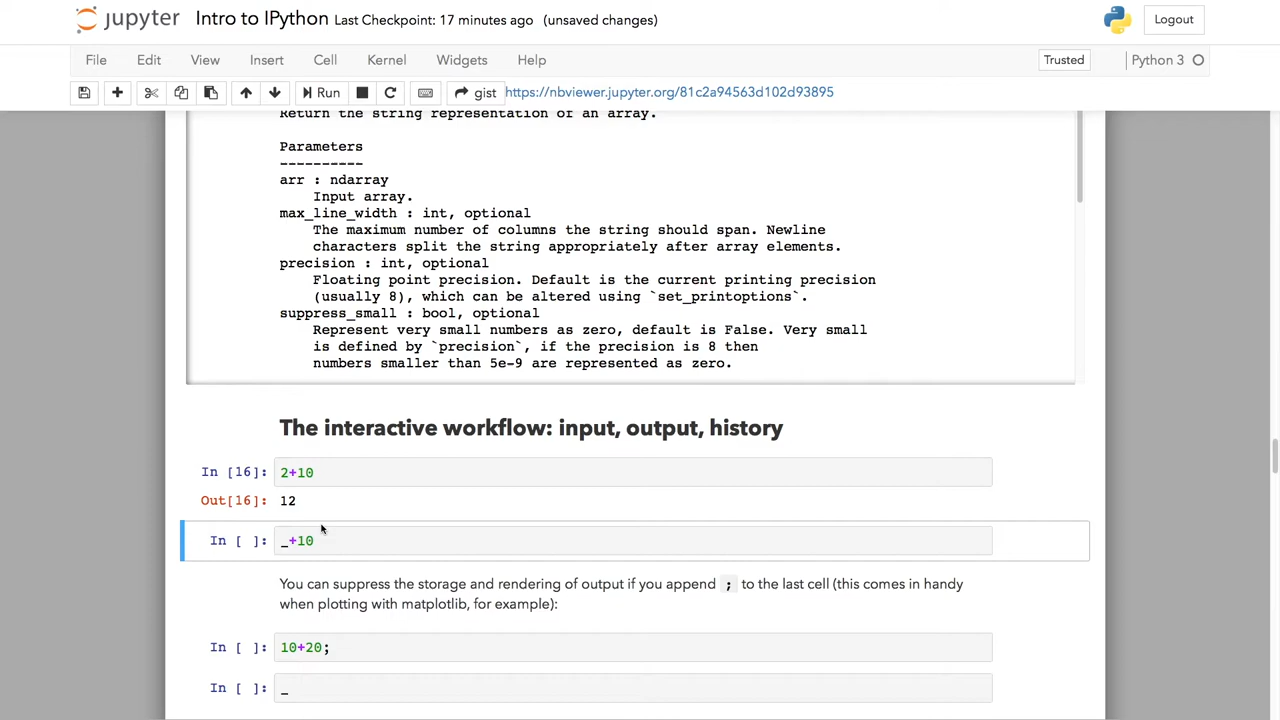 jupyter Intro to IPython Last Checkpoint: 17 minutes ago (unsaved changes) Logout
File Edit View Insert Cell Kernel Widgets Help Trusted Python 3
Run gist https://nbviewer.jupyter.org/81c2a94563d102d93895
Return the string representation of an array.
Parameters
----------
arr : ndarray
Input array.
max_line_width : int, optional
The maximum number of columns the string should span. Newline
characters split the string appropriately after array elements.
precision : int, optional
Floating point precision. Default is the current printing precision
(usually 8), which can be altered using `set_printoptions`.
suppress_small : bool, optional
Represent very small numbers as zero, default is False. Very small
is defined by `precision`, if the precision is 8 then
numbers smaller than 5e-9 are represented as zero.
The interactive workflow: input, output, history
In [16]: 2+10
Out[16]: 12
In [ ]: _+10
You can suppress the storage and rendering of output if you append ; to the last cell (this comes in handy
when plotting with matplotlib, for example):
In [ ]: 10+20;
In [ ]: _